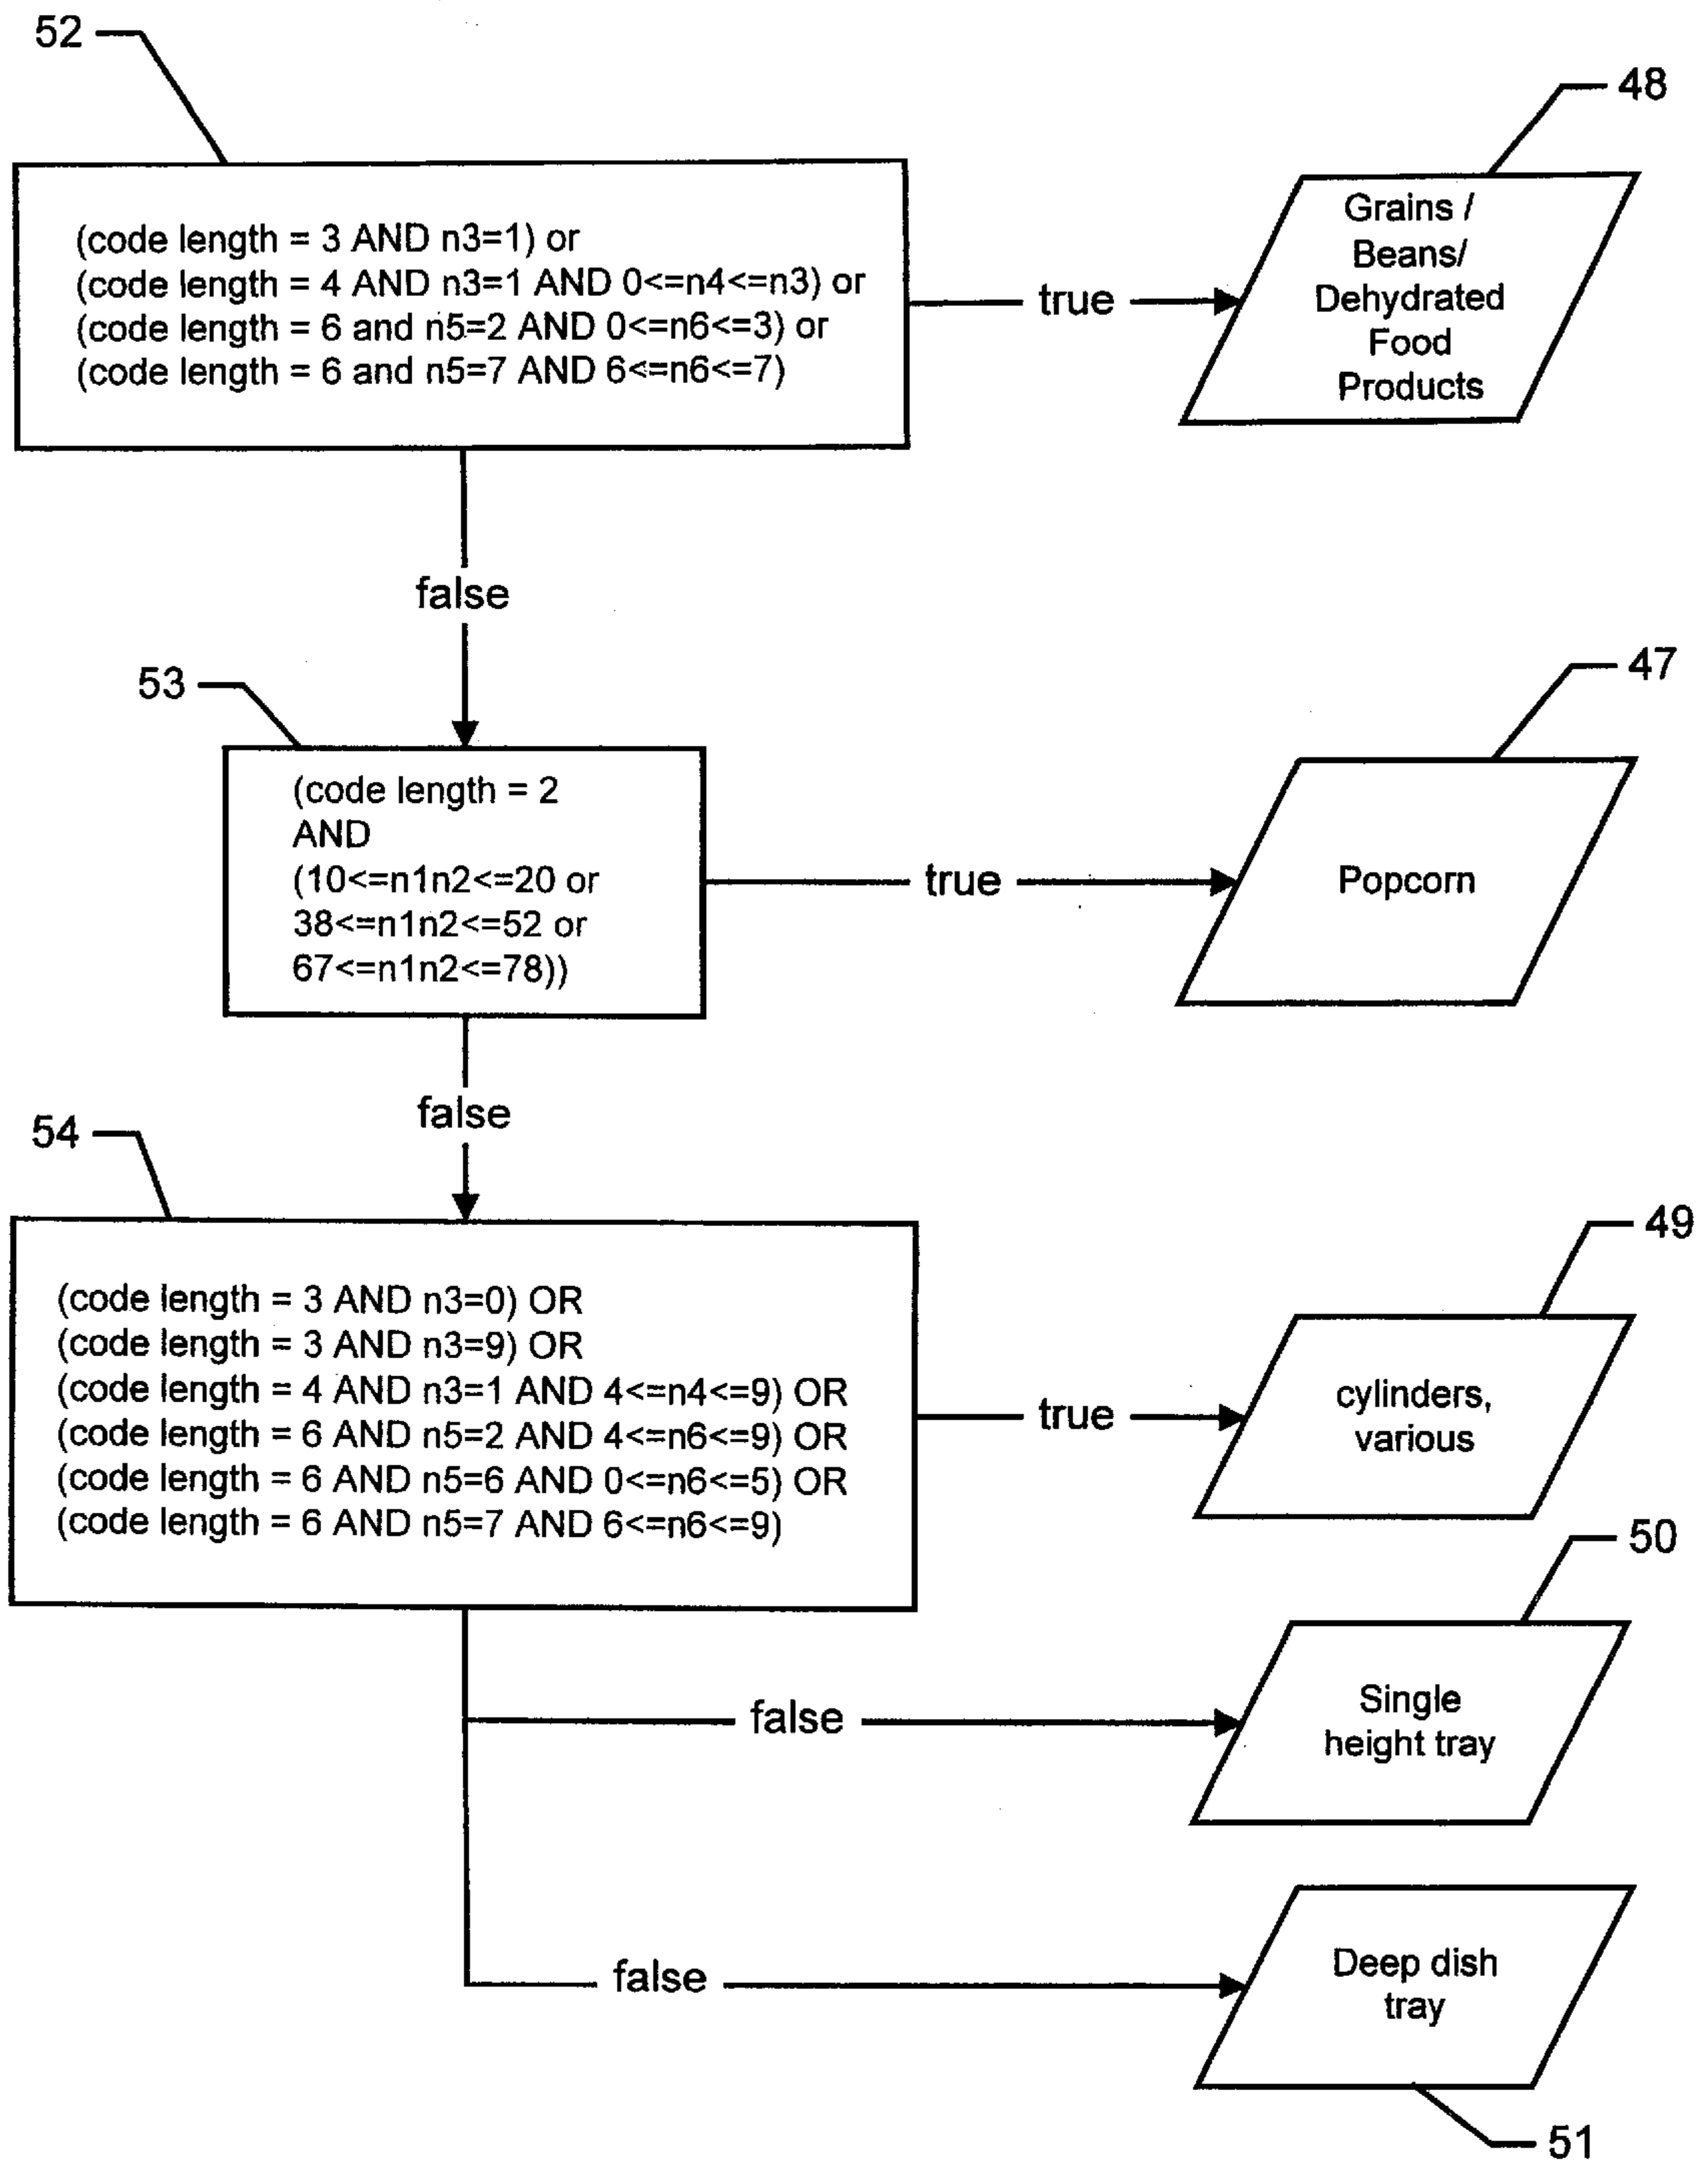 52
48
(code length = 3 AND n3=1) or
(code length = 4 AND n3=1 AND 0<=n4<=n3) or
(code length = 6 and n5=2 AND 0<=n6<=3) or
(code length = 6 and n5=7 AND 6<=n6<=7)
true
Grains /
Beans/
Dehydrated
Food
Products
false
53
47
(code length = 2
AND
(10<=n1n2<=20 or
38<=n1n2<=52 or
67<=n1n2<=78))
true
Popcorn
false
54
49
(code length = 3 AND n3=0) OR
(code length = 3 AND n3=9) OR
(code length = 4 AND n3=1 AND 4<=n4<=9) OR
(code length = 6 AND n5=2 AND 4<=n6<=9) OR
(code length = 6 AND n5=6 AND 0<=n6<=5) OR
(code length = 6 AND n5=7 AND 6<=n6<=9)
true
cylinders,
various
50
false
Single
height tray
false
Deep dish
tray
51